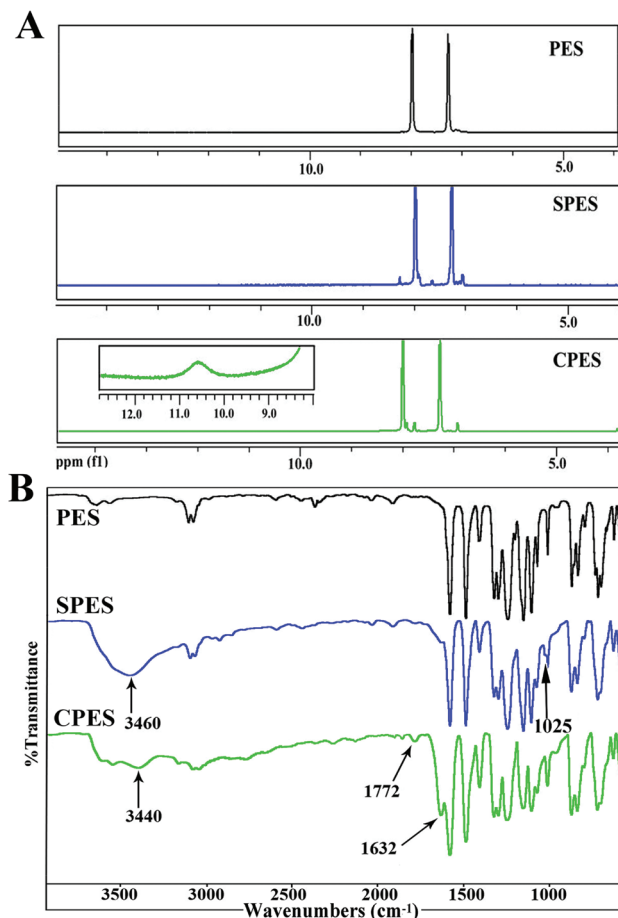 A
PES
10.0 5.0
SPES
10.0 5.0
CPES
12.0 11.0 10.0 9.0
ppm (f1) 10.0 5.0
B
PES
SPES
3460
1025
CPES
3440
1772
1632
%Transmittance
3500 3000 2500 2000 1500 1000
Wavenumbers (cm⁻¹)